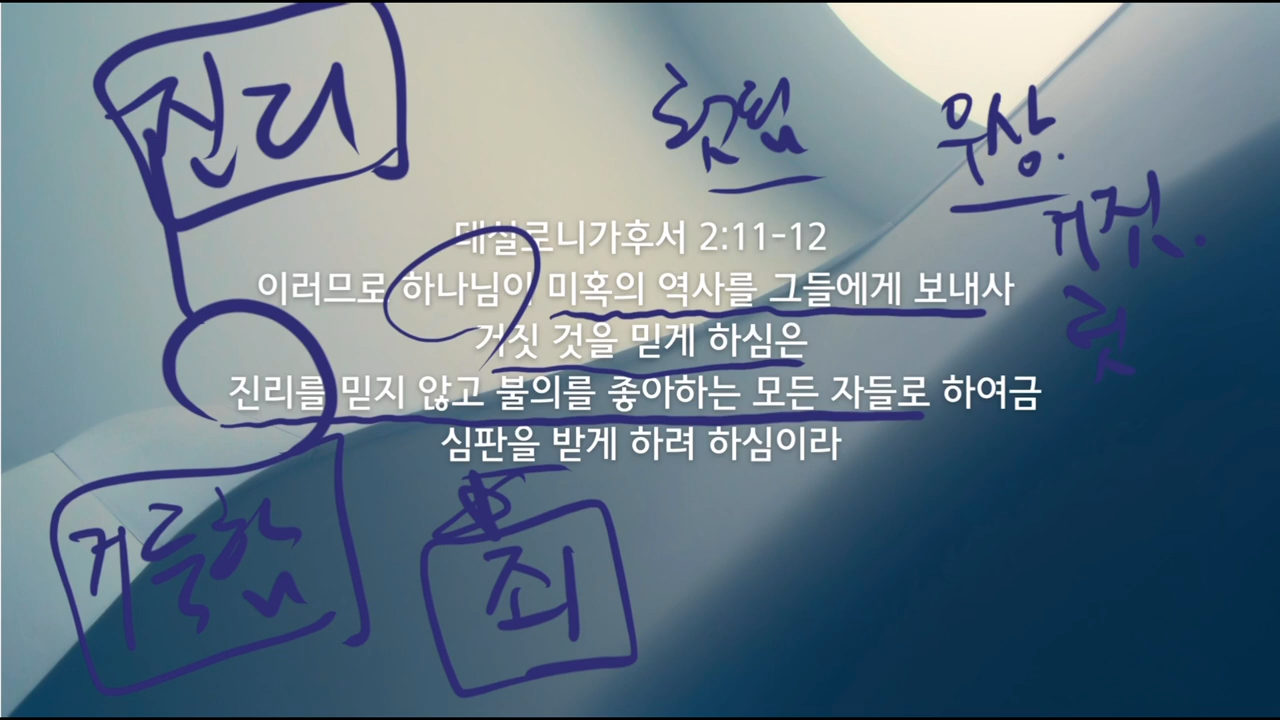 진리
헛됨
우상.
거짓.
헛
데살로니가후서 2:11-12
이러므로 하나님이 미혹의 역사를 그들에게 보내사
거짓 것을 믿게 하심은
진리를 믿지 않고 불의를 좋아하는 모든 자들로 하여금
심판을 받게 하려 하심이라
거룩함
죄